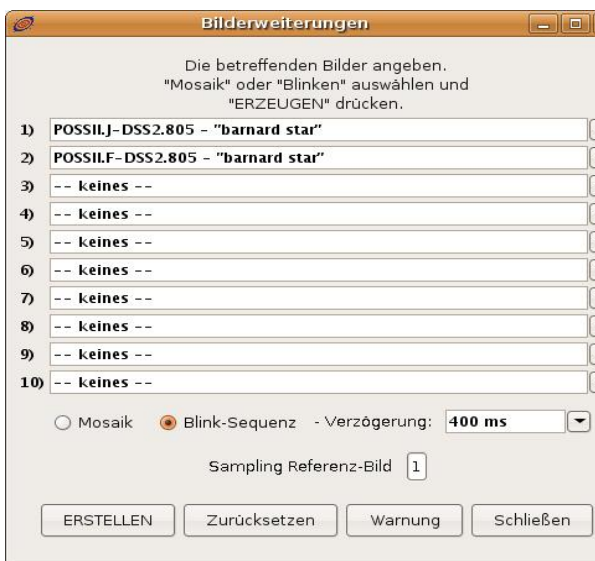 Bilderweiterungen
Die betreffenden Bilder angeben.
"Mosaik" oder "Blinken" auswählen und
"ERZEUGEN" drücken.
1) POSSII.J-DSS2.805 - "barnard star"
2) POSSII.F-DSS2.805 - "barnard star"
3) -- keines --
4) -- keines --
5) -- keines --
6) -- keines --
7) -- keines --
8) -- keines --
9) -- keines --
10) -- keines --
Mosaik Blink-Sequenz - Verzögerung: 400 ms
Sampling Referenz-Bild 1
ERSTELLEN Zurücksetzen Warnung Schließen